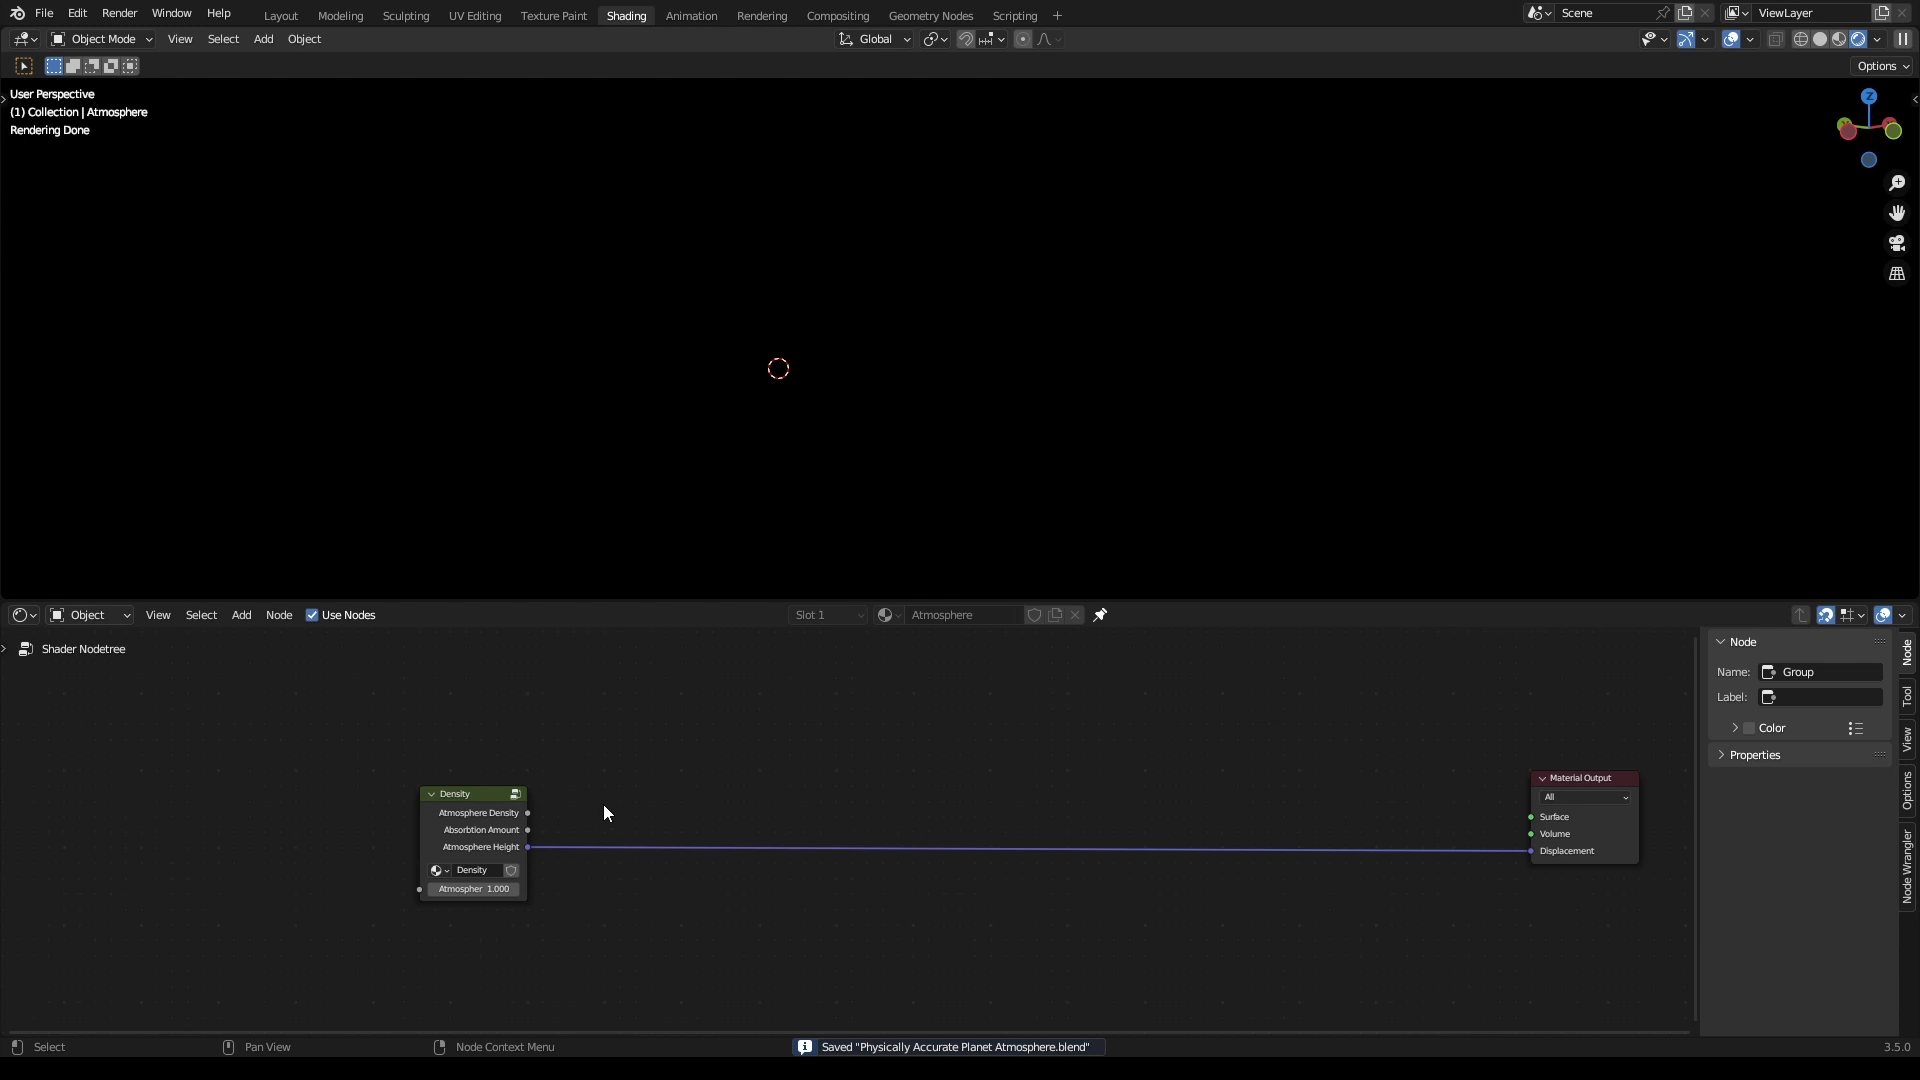 File Edit Render Window Help Layout Modeling Sculpting UV Editing Texture Paint Shading Animation Rendering Compositing Geometry Nodes Scripting + Scene ViewLayer
Object Mode View Select Add Object Global
Options
User Perspective
(1) Collection | Atmosphere
Rendering Done
Z
Object View Select Add Node Use Nodes Slot 1 Atmosphere
Shader Nodetree
Node
Name: Group
Label:
Color
Properties
Node
Tool
View
Options
Node Wrangler
Density
Atmosphere Density
Absorbtion Amount
Atmosphere Height
Density
Atmospher 1.000
Material Output
All
Surface
Volume
Displacement
Select Pan View Node Context Menu Saved "Physically Accurate Planet Atmosphere.blend" 3.5.0